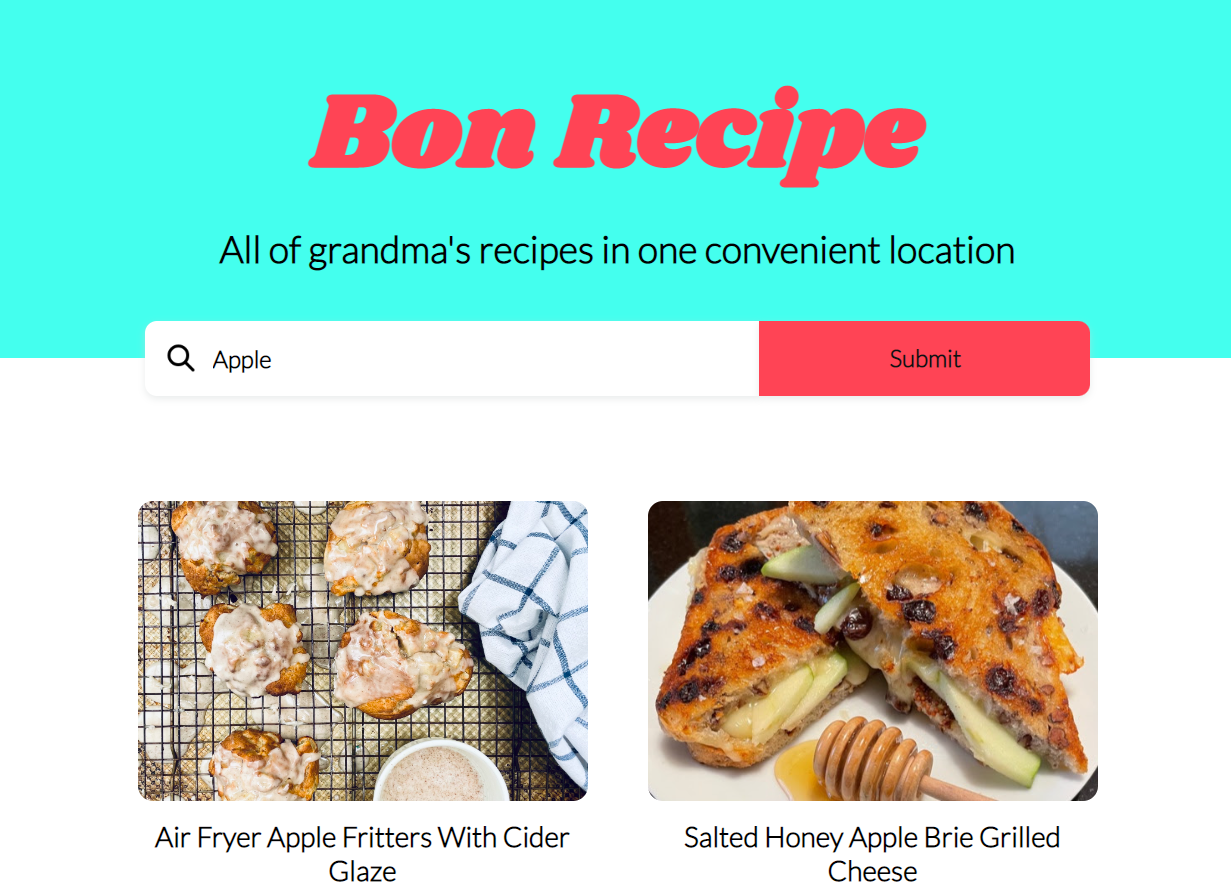 Bon Recipe
All of grandma's recipes in one convenient location
Apple
Submit
Air Fryer Apple Fritters With Cider
Glaze
Salted Honey Apple Brie Grilled
Cheese